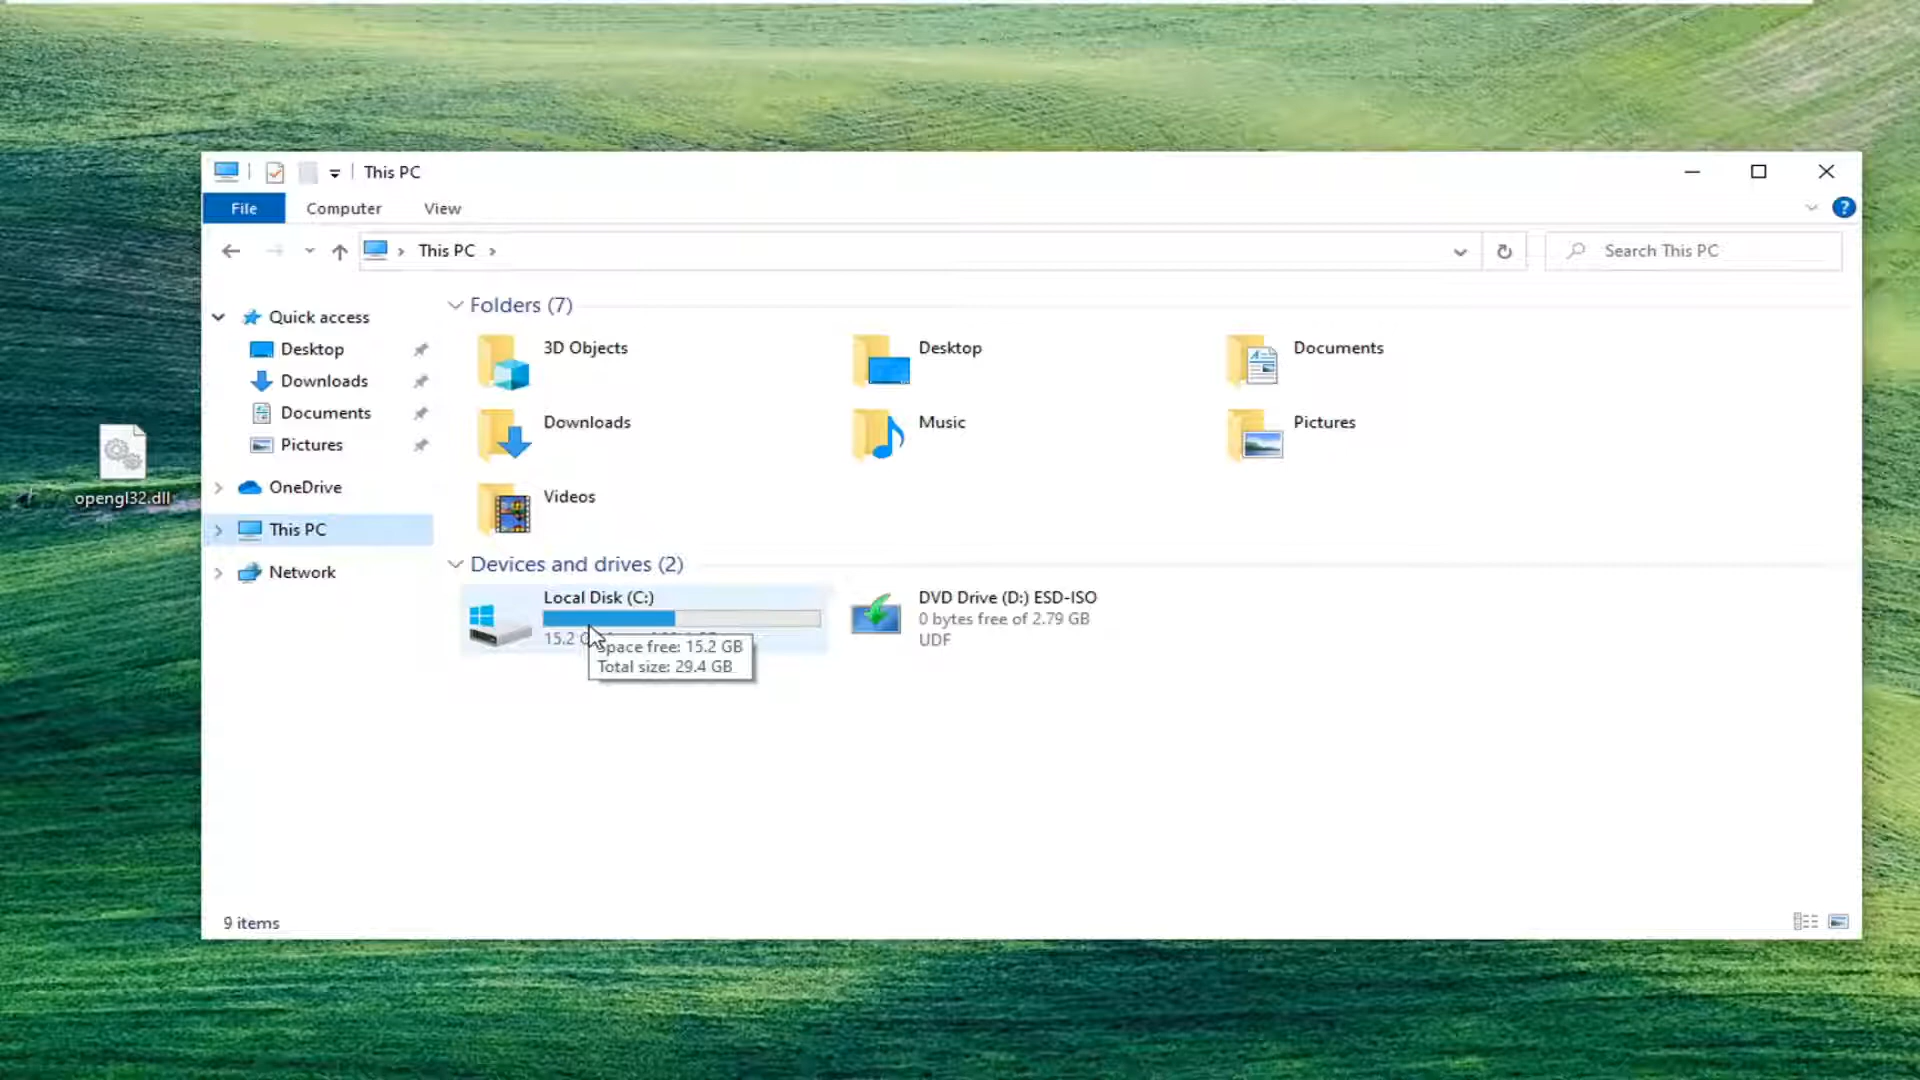 This PC
File
Computer
View
This PC
Search This PC
Quick access
Desktop
Downloads
Documents
Pictures
OneDrive
This PC
Network
Folders (7)
3D Objects
Desktop
Documents
Downloads
Music
Pictures
Videos
Devices and drives (2)
Local Disk (C:)
15.2
Space free: 15.2 GB
Total size: 29.4 GB
DVD Drive (D:) ESD-ISO
0 bytes free of 2.79 GB
UDF
opengl32.dll
9 items